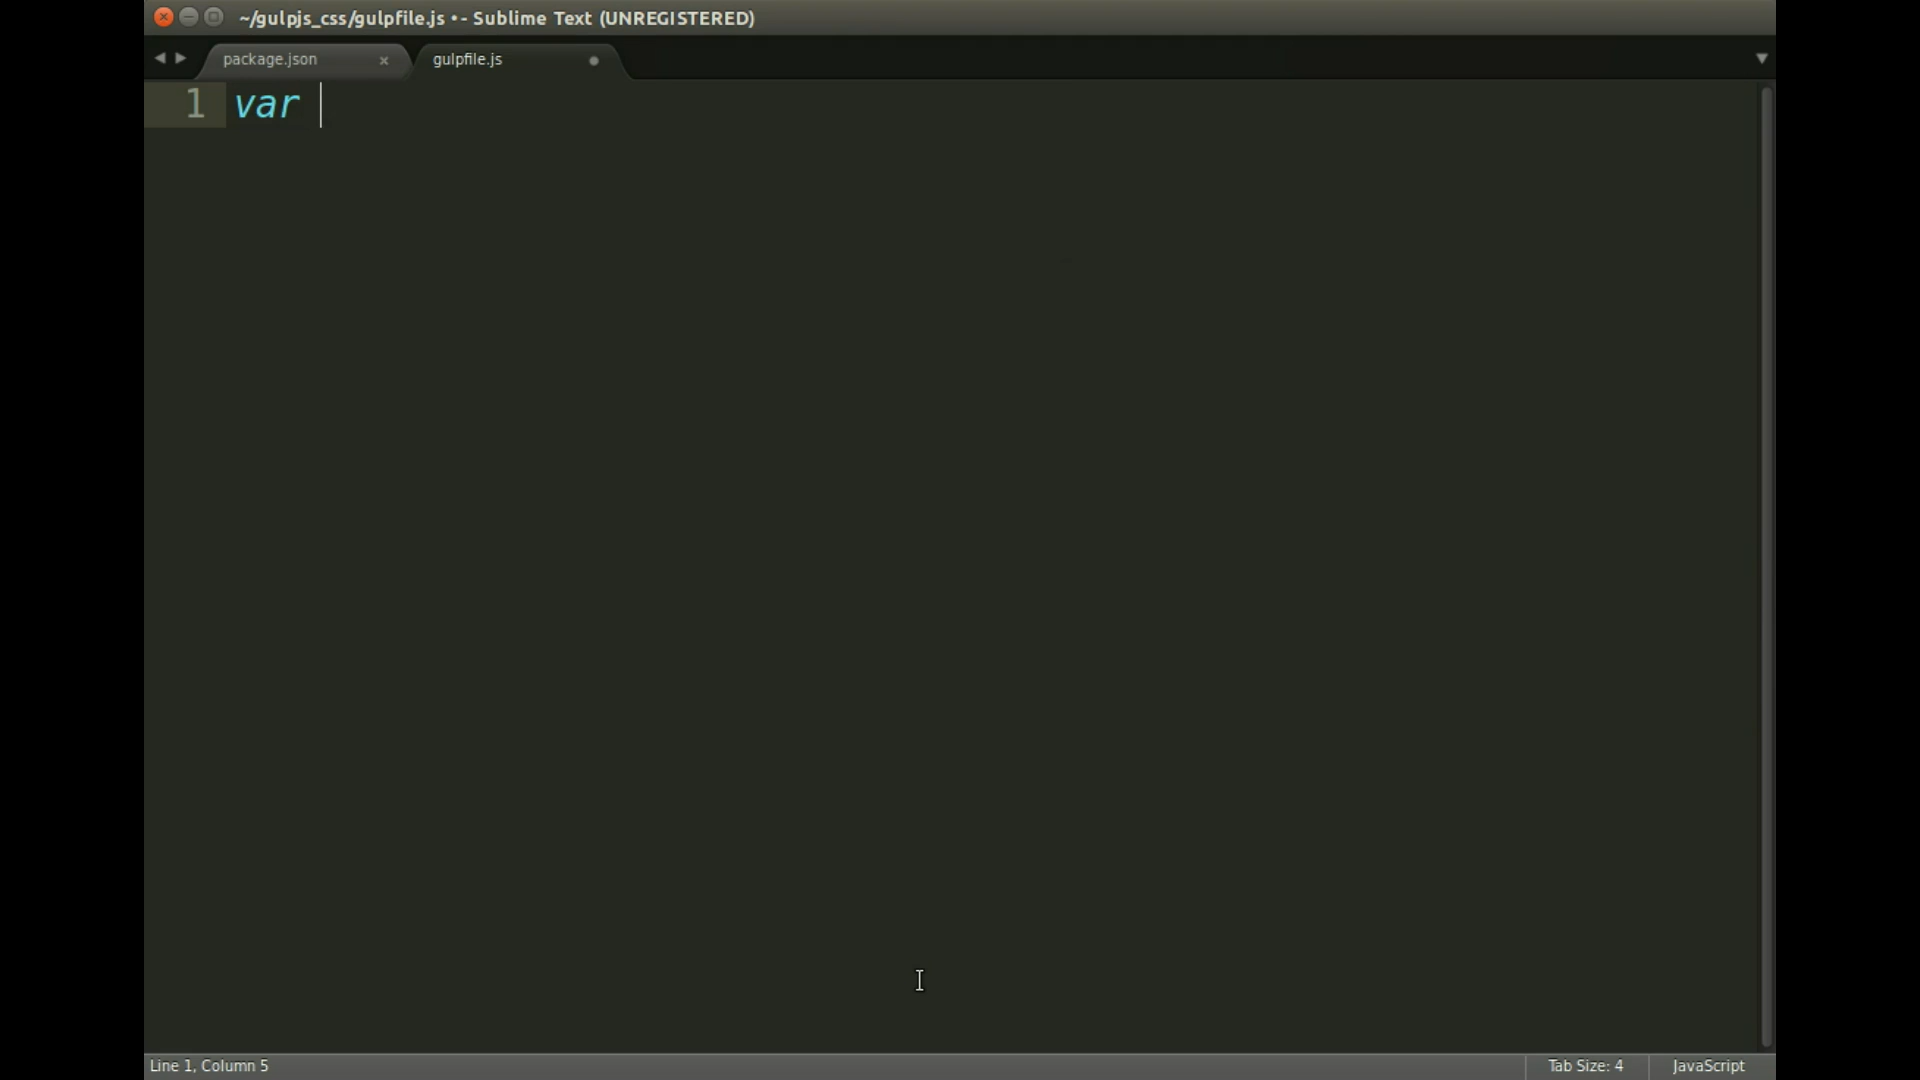 ~/gulpjs_css/gulpfile.js • - Sublime Text (UNREGISTERED)
package.json
gulpfile.js
1 var
Line 1, Column 5
Tab Size: 4
JavaScript